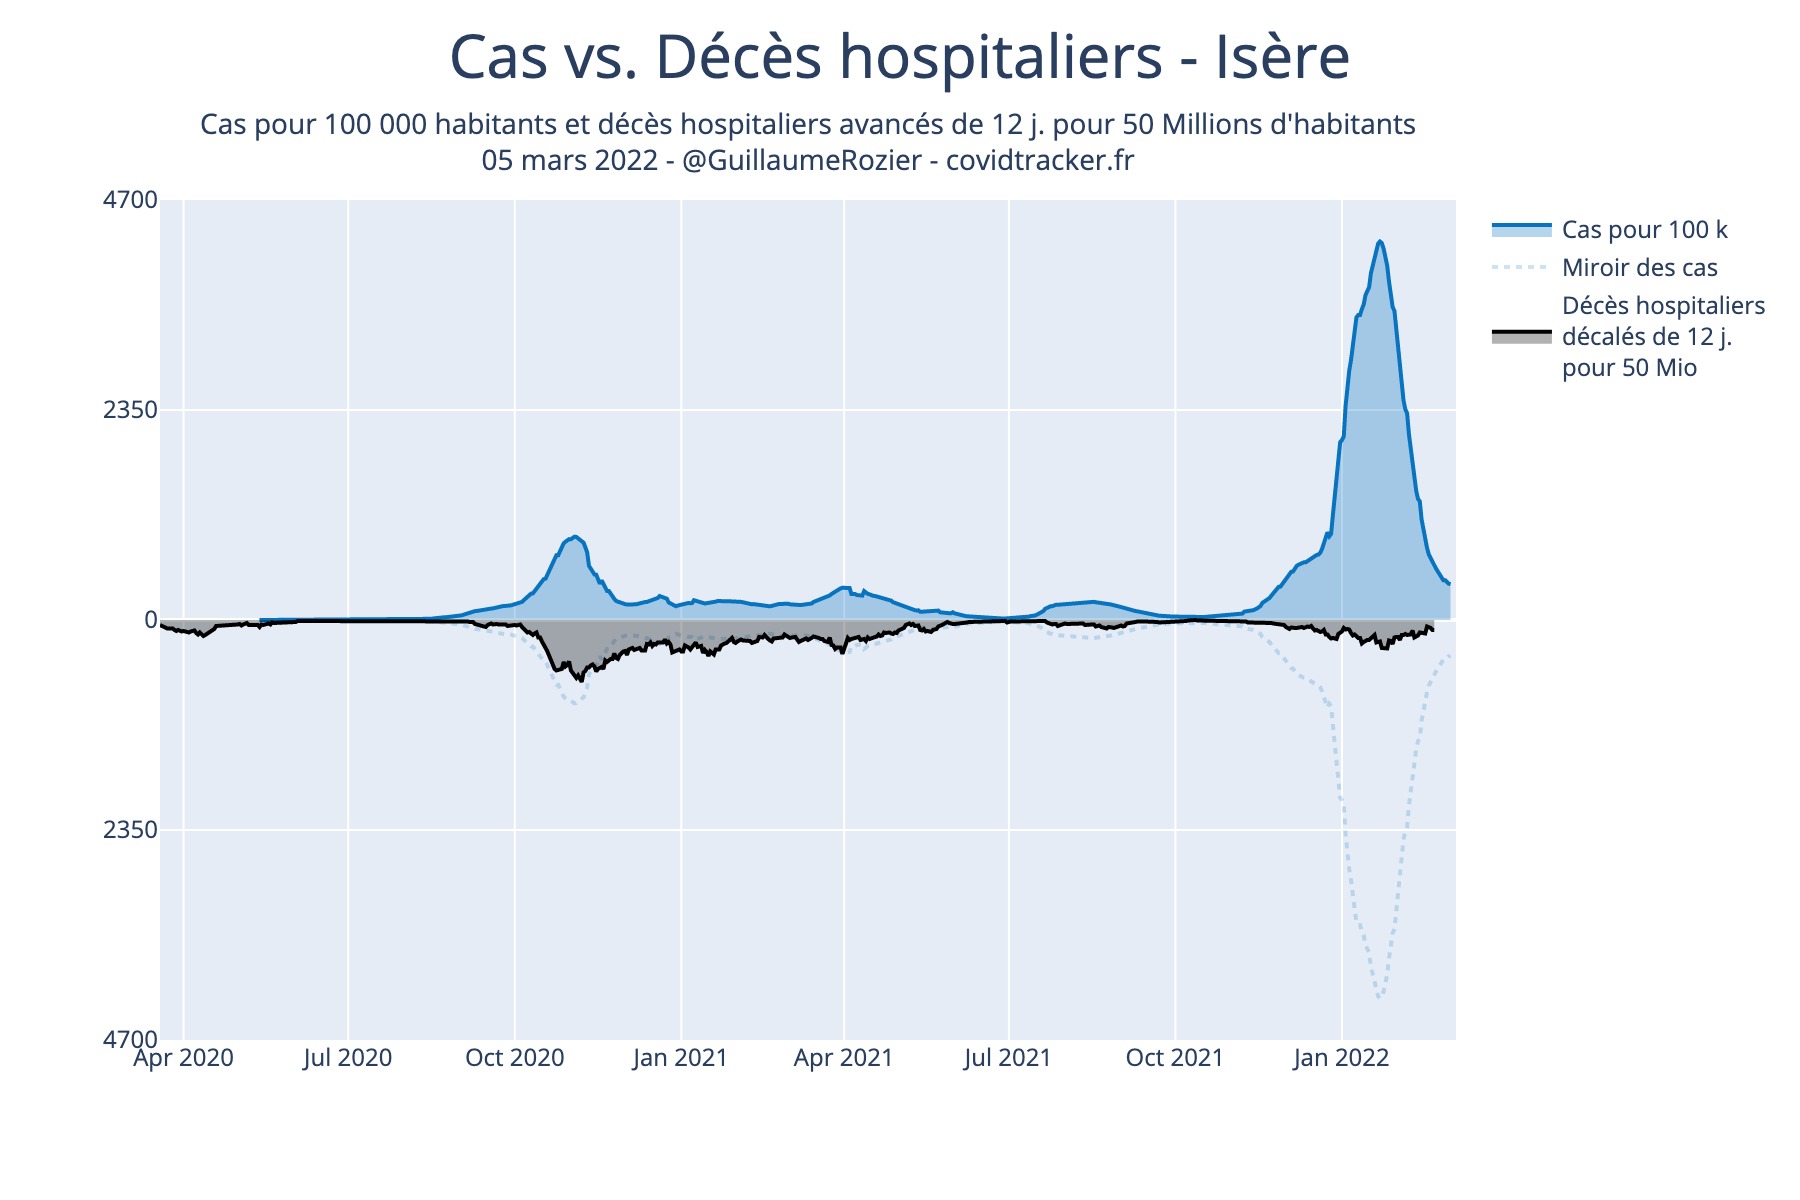 Cas vs. Décès hospitaliers - Isère
Cas pour 100 000 habitants et décès hospitaliers avancés de 12 j. pour 50 Millions d'habitants
05 mars 2022 - @GuillaumeRozier - covidtracker.fr
4700
2350
0
2350
4700
Apr 2020
Jul 2020
Oct 2020
Jan 2021
Apr 2021
Jul 2021
Oct 2021
Jan 2022
Cas pour 100 k
Miroir des cas
Décès hospitaliers
décalés de 12 j.
pour 50 Mio